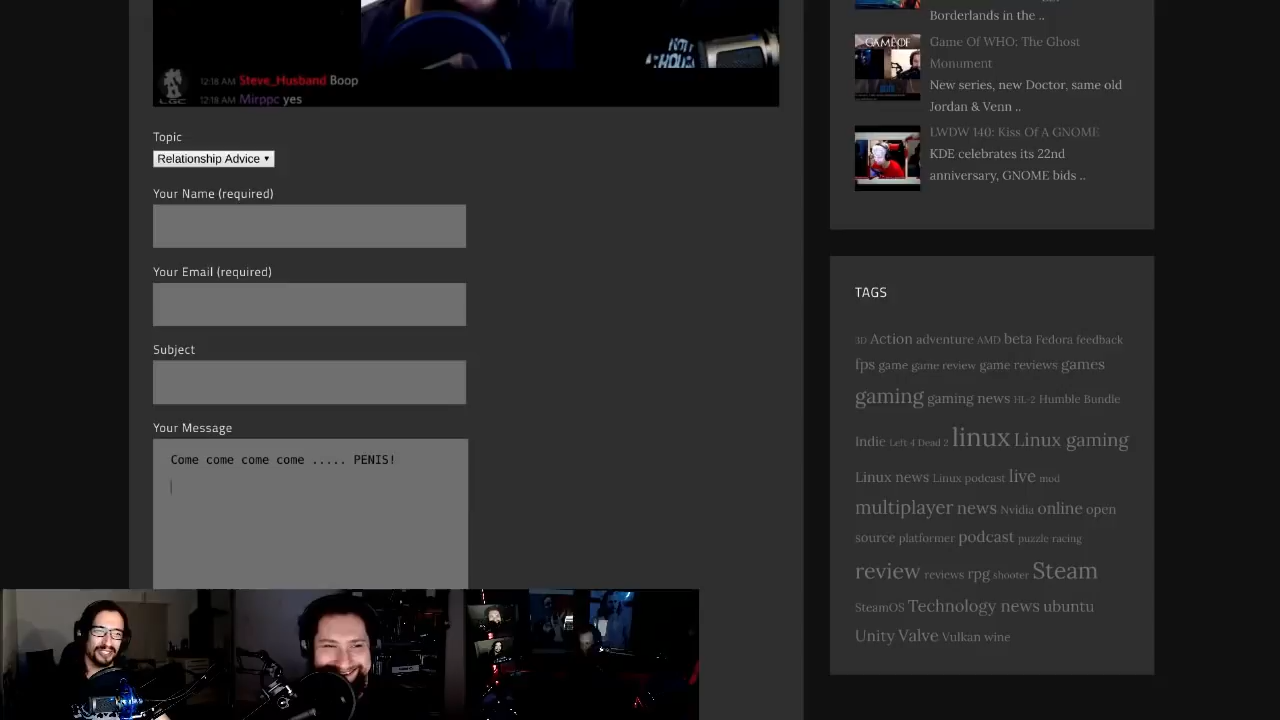 12:18 AM Steve_Husband Boop
LGC
12:18 AM Mirppc yes
Topic
Relationship Advice
Your Name (required)
Your Email (required)
Subject
Your Message
Come come come come ..... PENIS!
Borderlands in the ..
GAME OF
Game Of WHO: The Ghost
Monument
New series, new Doctor, same old
Jordan & Venn ..
LWDW 140: Kiss Of A GNOME
KDE celebrates its 22nd
anniversary, GNOME bids ..
TAGS
3D Action adventure AMD beta Fedora feedback
fps game game review game reviews games
gaming gaming news HL-2 Humble Bundle
Indie Left 4 Dead 2 linux Linux gaming
Linux news Linux podcast live mod
multiplayer news Nvidia online open
source platformer podcast puzzle racing
review reviews rpg shooter Steam
SteamOS Technology news ubuntu
Unity Valve Vulkan wine